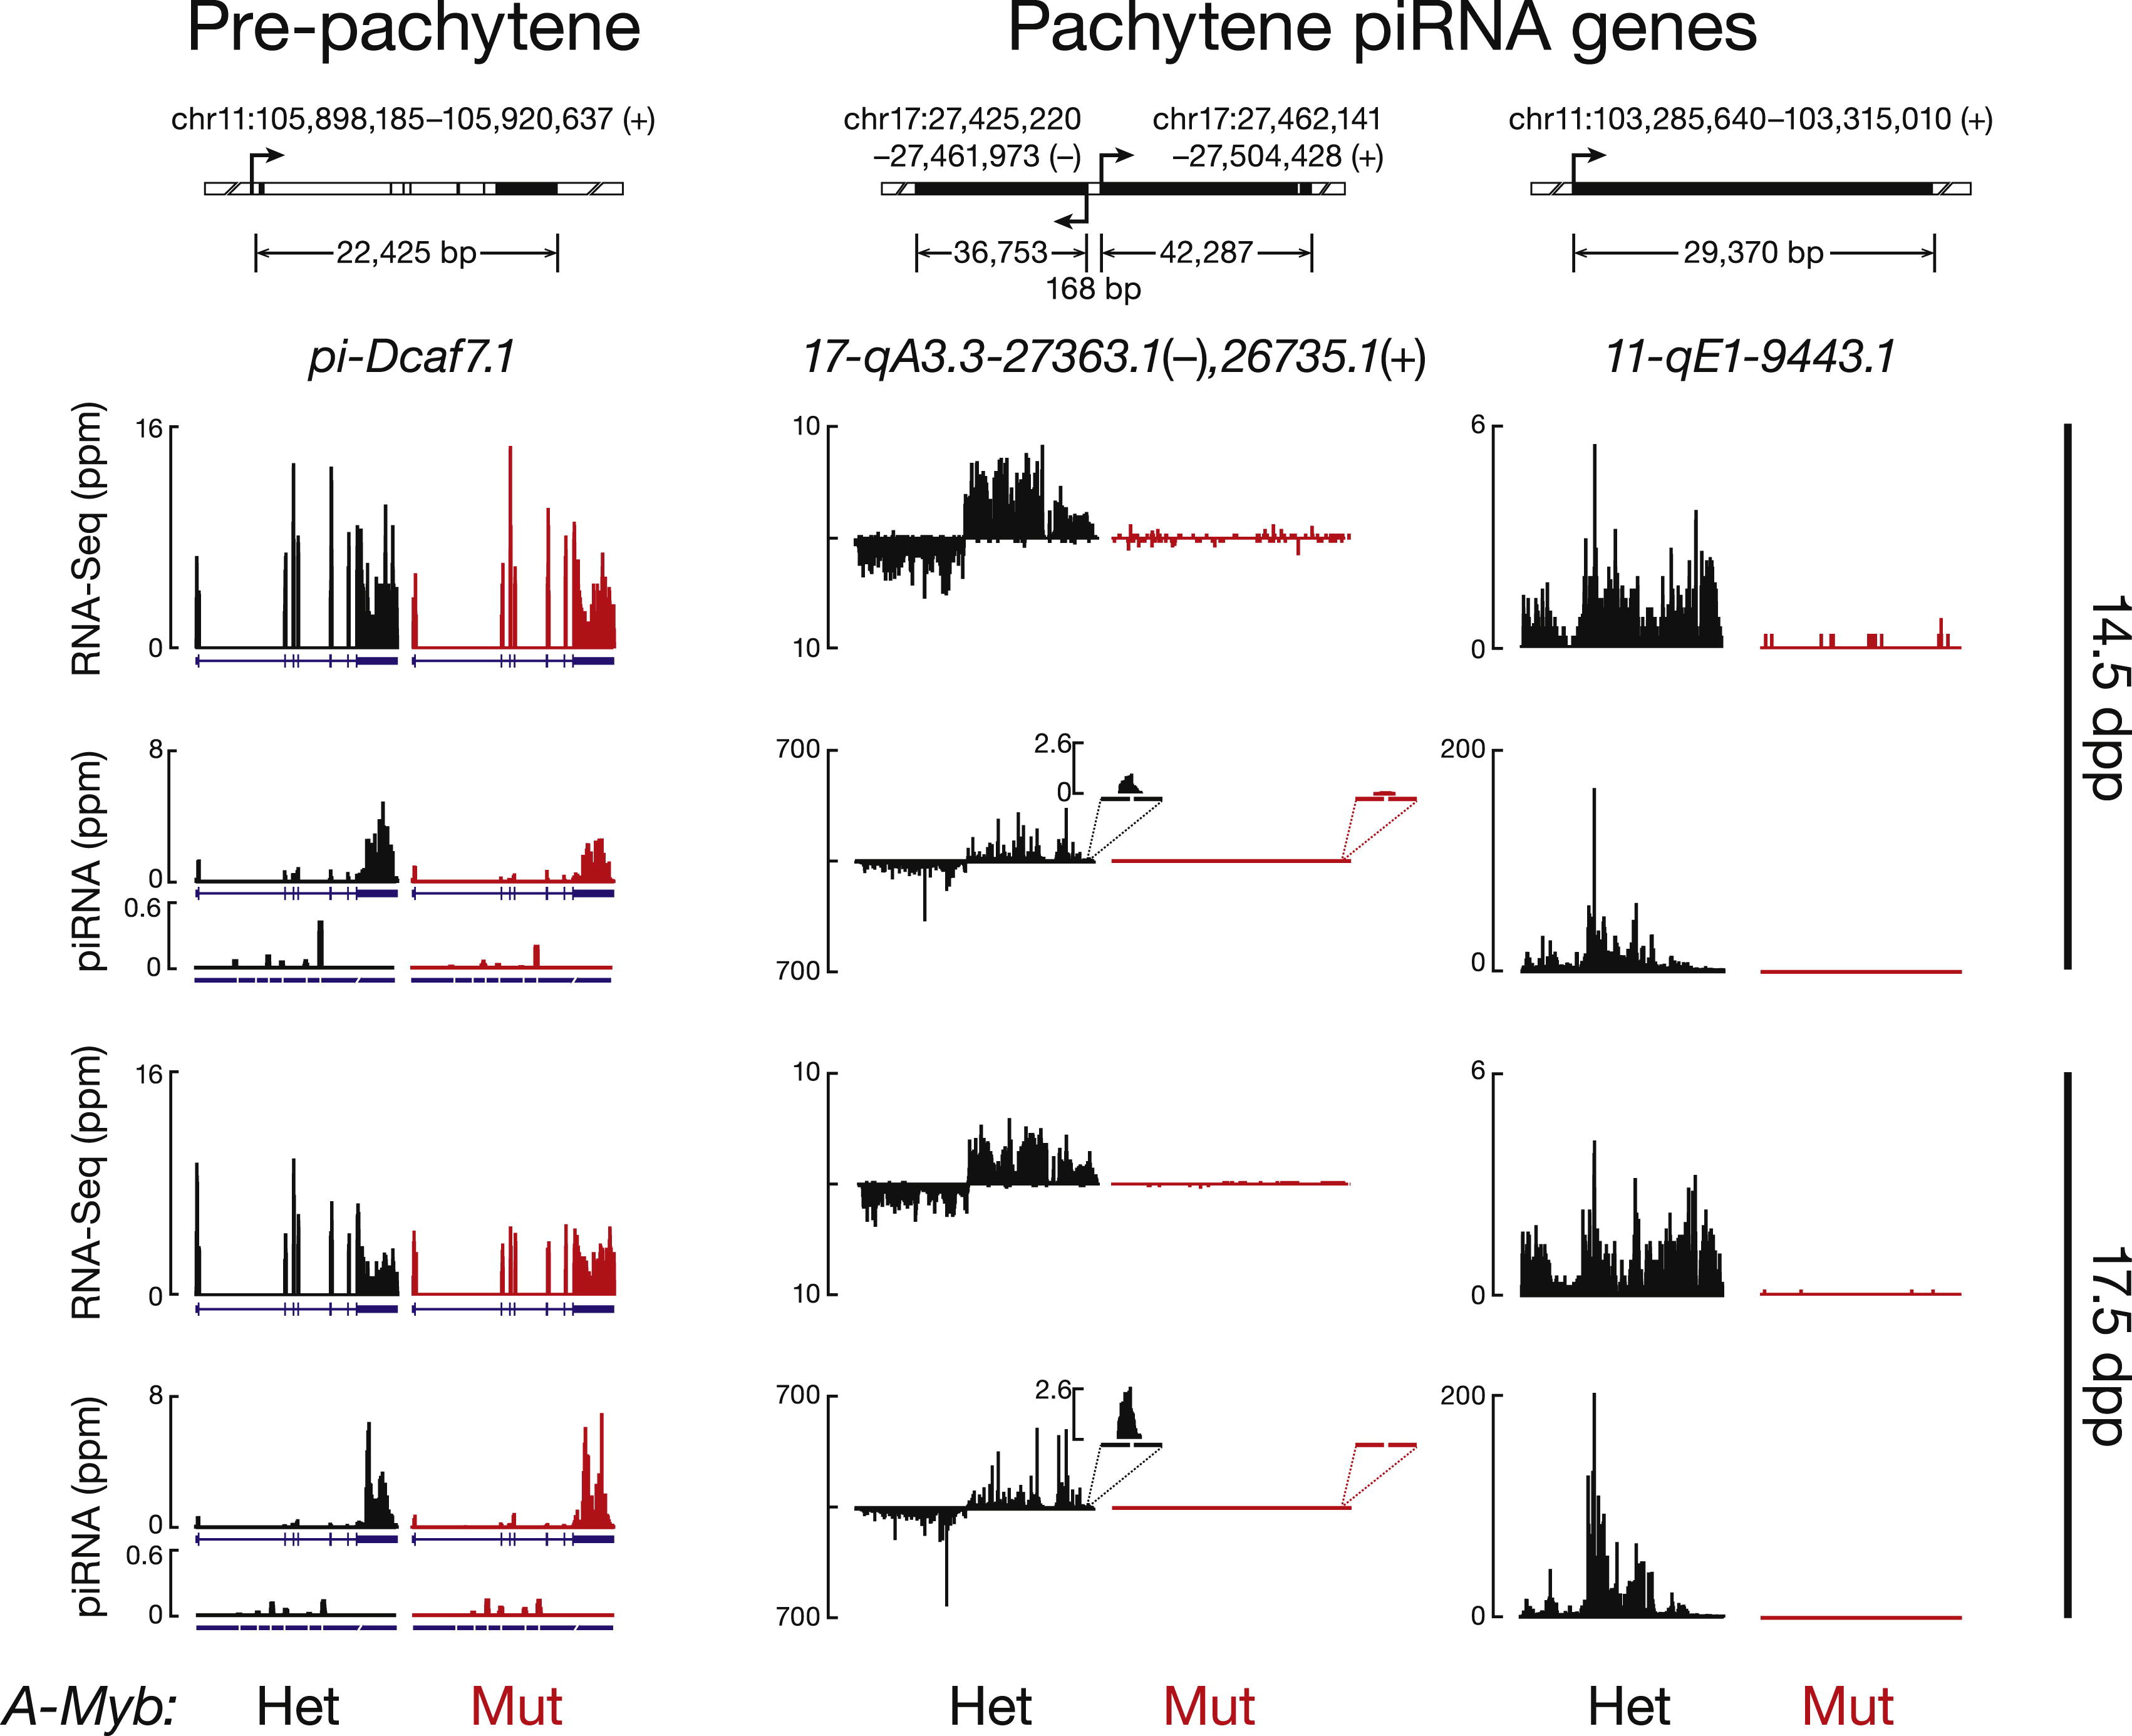 Pre-pachytene
Pachytene piRNA genes
chr11:105,898,185–105,920,637 (+)
chr17:27,425,220
–27,461,973 (–)
chr17:27,462,141
–27,504,428 (+)
chr11:103,285,640–103,315,010 (+)
22,425 bp
36,753
42,287
168 bp
29,370 bp
pi-Dcaf7.1
17-qA3.3-27363.1(–),26735.1(+)
11-qE1-9443.1
RNA-Seq (ppm)
16
0
10
10
6
0
14.5 dpp
piRNA (ppm)
8
0
0.6
0
700
700
2.6
0
200
0
RNA-Seq (ppm)
16
0
10
10
6
0
17.5 dpp
piRNA (ppm)
8
0
0.6
0
700
700
2.6
200
0
A-Myb:
Het
Mut
Het
Mut
Het
Mut